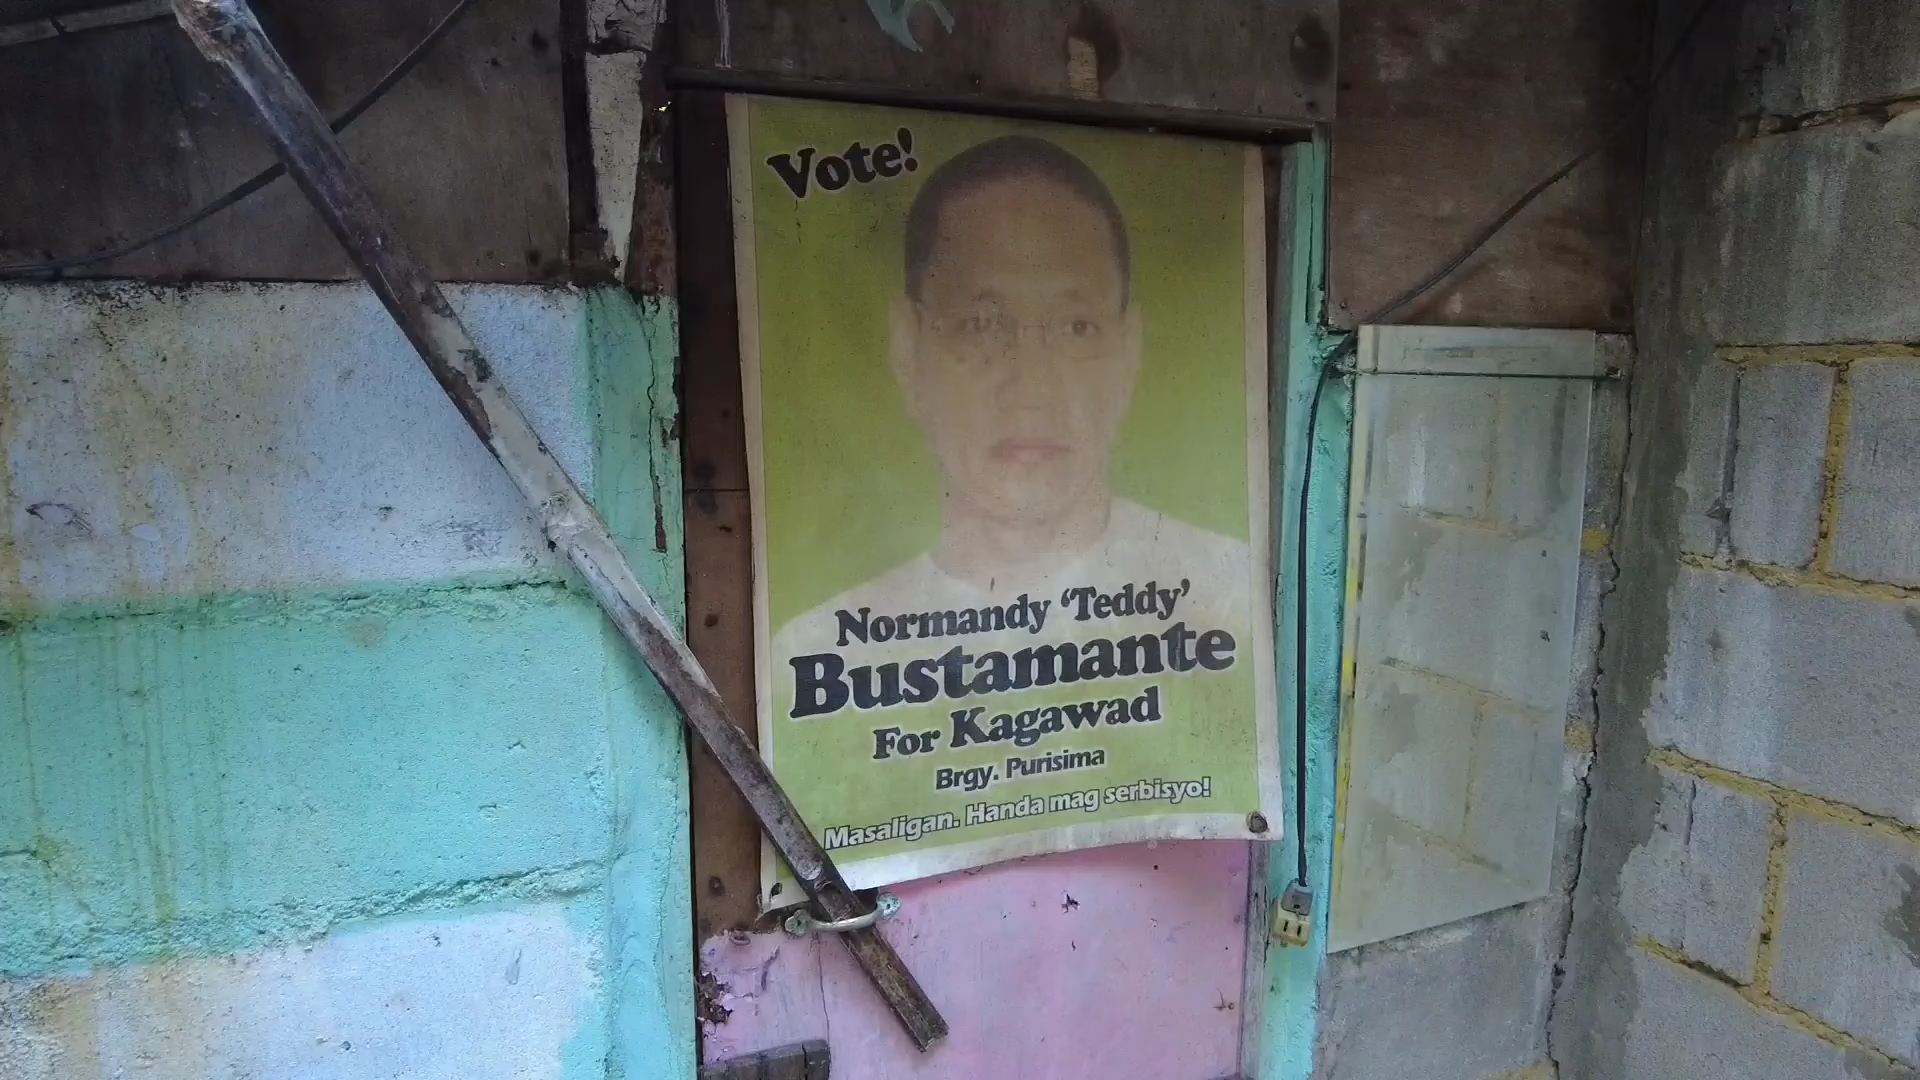 Vote!
Normandy ‘Teddy’
Bustamante
For Kagawad
Brgy. Purisima
Masaligan. Handa mag serbisyo!